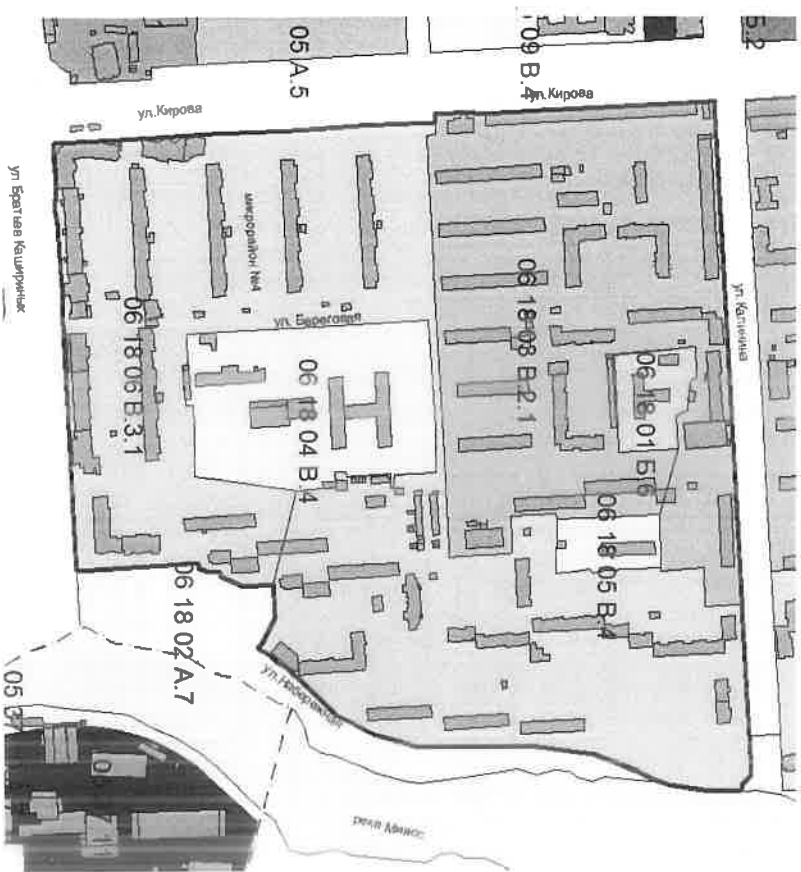 05 А.5
09 В.4
5.2
ул.Кирова
ул.Кирова
ул Братьев Кашириных
микрорайон №4
ул. Береговая
ул. Калинина
06 18 03 В.2.1
06 18 06 В.3.1
06 18 04 В 4
06 18 01 Б 6
06 18 05 В 4
06 18 02 А.7
ул.Набережная
река Миасс